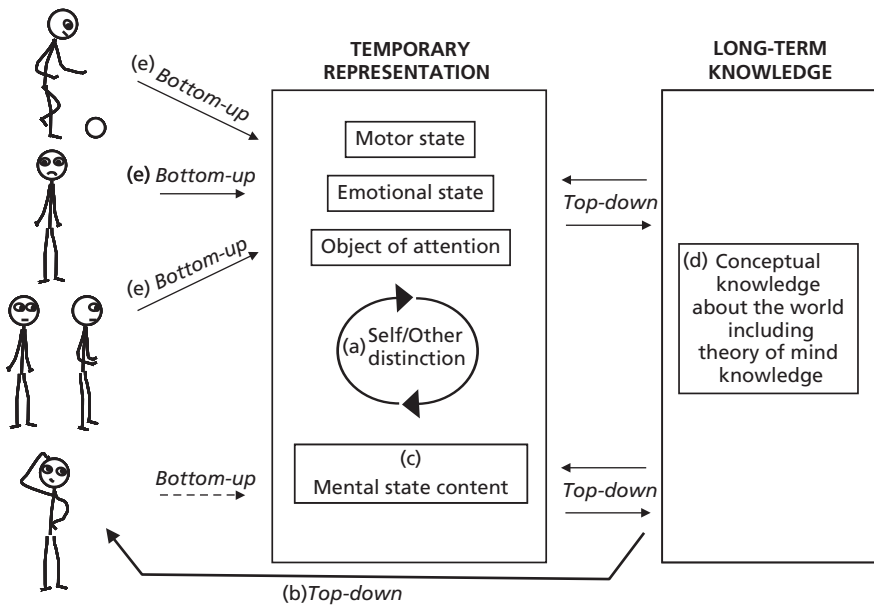 TEMPORARY
REPRESENTATION
LONG-TERM
KNOWLEDGE
(e) Bottom-up
Motor state
(e) Bottom-up
Emotional state
Top-down
(e) Bottom-up
Object of attention
(d) Conceptual
knowledge
about the world
including
theory of mind
knowledge
(a) Self/Other
distinction
Bottom-up
(c)
Mental state content
Top-down
(b)Top-down